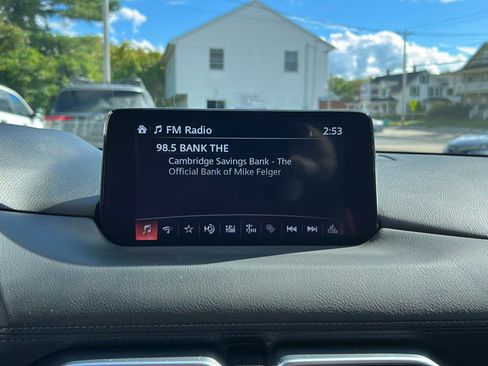 FM Radio 2:53
98.5 BANK THE
Cambridge Savings Bank - The
Official Bank of Mike Felger